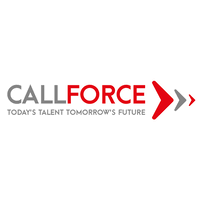 CALLFORCE
TODAY'S TALENT TOMORROW'S FUTURE